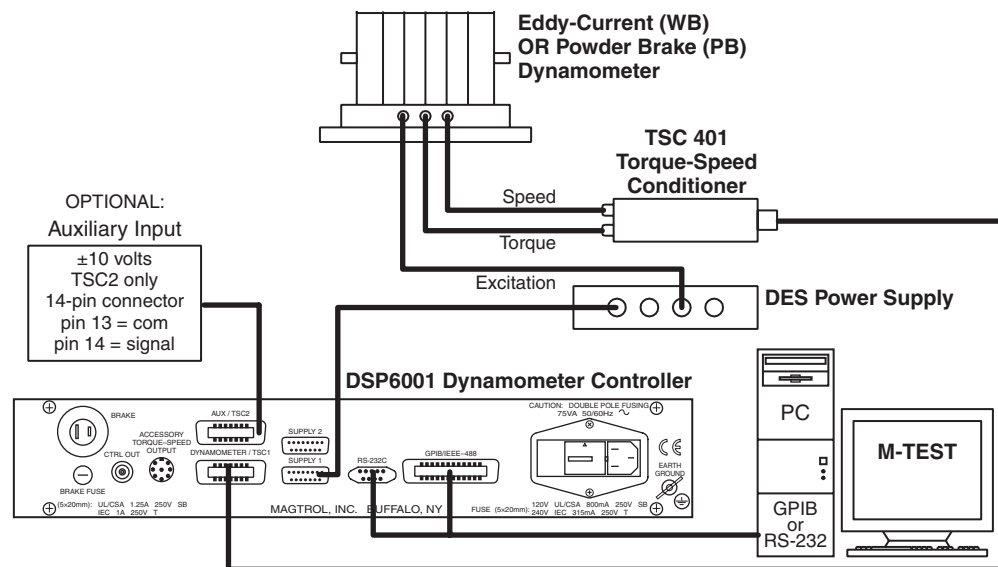 Eddy-Current (WB)
OR Powder Brake (PB)
Dynamometer
TSC 401
Torque-Speed
Conditioner
Speed
Torque
Excitation
OPTIONAL:
Auxiliary Input
±10 volts
TSC2 only
14-pin connector
pin 13 = com
pin 14 = signal
DES Power Supply
DSP6001 Dynamometer Controller
BRAKE
BRAKE FUSE
CTRL OUT
ACCESSORY
TORQUE–SPEED
OUTPUT
AUX / TSC2
DYNAMOMETER / TSC1
SUPPLY 2
SUPPLY 1
RS-232C
GPIB/IEEE–488
CAUTION: DOUBLE POLE FUSING
75VA 50/60Hz
CE
EARTH
GROUND
(5×20mm): UL/CSA 1.25A 250V SB
IEC 1A 250V T
MAGTROL, INC. BUFFALO, NY
FUSE (5×20mm): 120V UL/CSA 800mA 250V SB
240V IEC 315mA 250V T
PC
GPIB
or
RS-232
M-TEST